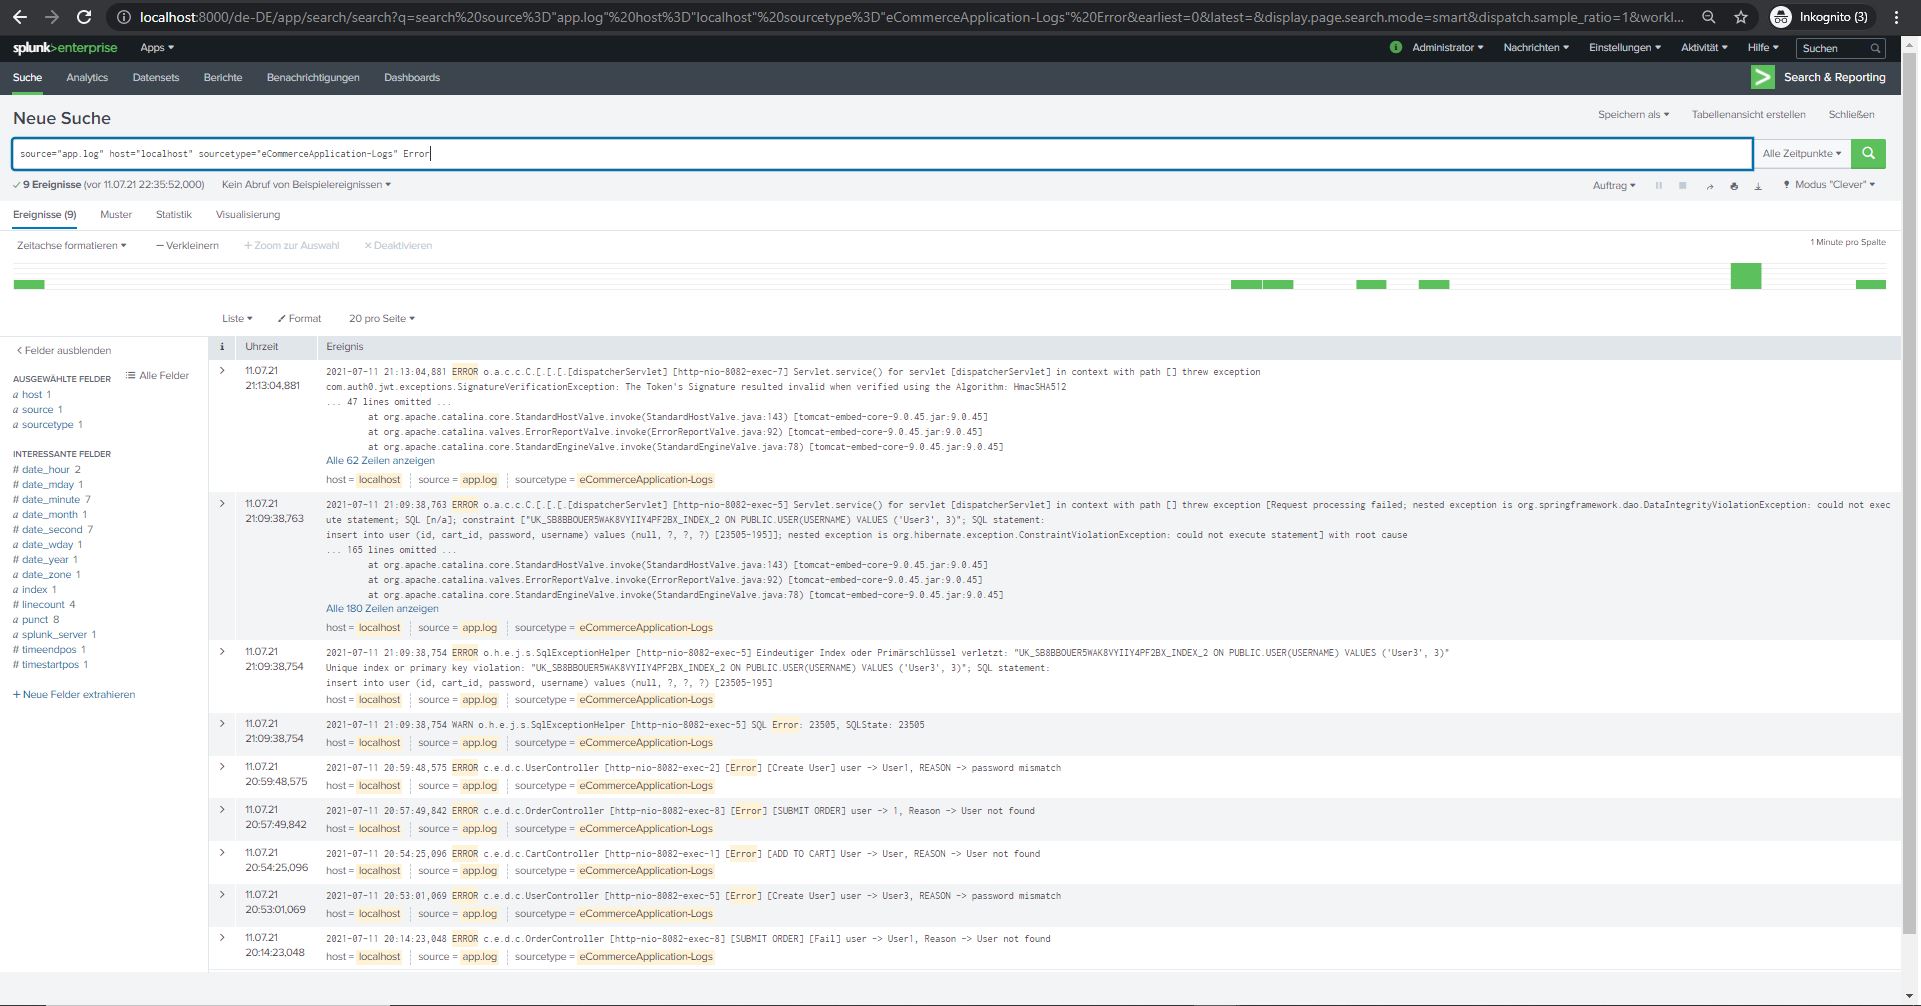 localhost:8000/de-DE/app/search/search?q=search%20source%3D"app.log"%20host%3D"localhost"%20sourcetype%3D"eCommerceApplication-Logs"%20Error&earliest=0&latest=&display.page.search.mode=smart&dispatch.sample_ratio=1&workl... Inkognito (3)
splunk>enterprise Apps Administrator Nachrichten Einstellungen Aktivität Hilfe Suchen
Suche Analytics Datensets Berichte Benachrichtigungen Dashboards Search & Reporting
Neue Suche Speichern als Tabellenansicht erstellen Schließen
source="app.log" host="localhost" sourcetype="eCommerceApplication-Logs" Error Alle Zeitpunkte
9 Ereignisse (vor 11.07.21 22:35:52,000) Kein Abruf von Beispielereignissen Auftrag Modus "Clever"
Ereignisse (9) Muster Statistik Visualisierung
Zeitachse formatieren — Verkleinern + Zoom zur Auswahl × Deaktivieren 1 Minute pro Spalte
Liste Format 20 pro Seite
< Felder ausblenden
Alle Felder
AUSGEWÄHLTE FELDER
a host 1
a source 1
a sourcetype 1
INTERESSANTE FELDER
# date_hour 2
# date_mday 1
# date_minute 7
a date_month 1
# date_second 7
a date_wday 1
# date_year 1
a date_zone 1
a index 1
# linecount 4
a punct 8
a splunk_server 1
# timeendpos 1
# timestartpos 1
+ Neue Felder extrahieren
i Uhrzeit Ereignis
> 11.07.21 21:13:04,881
2021-07-11 21:13:04,881 ERROR o.a.c.c.C.[.[.[.[dispatcherServlet] [http-nio-8082-exec-7] Servlet.service() for servlet [dispatcherServlet] in context with path [] threw exception
com.auth0.jwt.exceptions.SignatureVerificationException: The Token's Signature resulted invalid when verified using the Algorithm: HmacSHA512
... 47 lines omitted ...
at org.apache.catalina.core.StandardHostValve.invoke(StandardHostValve.java:143) [tomcat-embed-core-9.0.45.jar:9.0.45]
at org.apache.catalina.valves.ErrorReportValve.invoke(ErrorReportValve.java:92) [tomcat-embed-core-9.0.45.jar:9.0.45]
at org.apache.catalina.core.StandardEngineValve.invoke(StandardEngineValve.java:78) [tomcat-embed-core-9.0.45.jar:9.0.45]
Alle 62 Zeilen anzeigen
host = localhost source = app.log sourcetype = eCommerceApplication-Logs
> 11.07.21 21:09:38,763
2021-07-11 21:09:38,763 ERROR o.a.c.c.C.[.[.[.[dispatcherServlet] [http-nio-8082-exec-5] Servlet.service() for servlet [dispatcherServlet] in context with path [] threw exception [Request processing failed; nested exception is org.springframework.dao.DataIntegrityViolationException: could not exec
ute statement; SQL [n/a]; constraint ["UK_SB8BBOUER5WAK8VYIIY4PF2BX_INDEX_2 ON PUBLIC.USER(USERNAME) VALUES ('User3', 3)"; SQL statement:
insert into user (id, cart_id, password, username) values (null, ?, ?, ?) [23505-195]]; nested exception is org.hibernate.exception.ConstraintViolationException: could not execute statement] with root cause
... 165 lines omitted ...
at org.apache.catalina.core.StandardHostValve.invoke(StandardHostValve.java:143) [tomcat-embed-core-9.0.45.jar:9.0.45]
at org.apache.catalina.valves.ErrorReportValve.invoke(ErrorReportValve.java:92) [tomcat-embed-core-9.0.45.jar:9.0.45]
at org.apache.catalina.core.StandardEngineValve.invoke(StandardEngineValve.java:78) [tomcat-embed-core-9.0.45.jar:9.0.45]
Alle 180 Zeilen anzeigen
host = localhost source = app.log sourcetype = eCommerceApplication-Logs
> 11.07.21 21:09:38,754
2021-07-11 21:09:38,754 ERROR o.h.e.j.s.SqlExceptionHelper [http-nio-8082-exec-5] Eindeutiger Index oder Primärschlüssel verletzt: "UK_SB8BBOUER5WAK8VYIIY4PF2BX_INDEX_2 ON PUBLIC.USER(USERNAME) VALUES ('User3', 3)"
Unique index or primary key violation: "UK_SB8BBOUER5WAK8VYIIY4PF2BX_INDEX_2 ON PUBLIC.USER(USERNAME) VALUES ('User3', 3)"; SQL statement:
insert into user (id, cart_id, password, username) values (null, ?, ?, ?) [23505-195]
host = localhost source = app.log sourcetype = eCommerceApplication-Logs
> 11.07.21 21:09:38,754
2021-07-11 21:09:38,754 WARN o.h.e.j.s.SqlExceptionHelper [http-nio-8082-exec-5] SQL Error: 23505, SQLState: 23505
host = localhost source = app.log sourcetype = eCommerceApplication-Logs
> 11.07.21 20:59:48,575
2021-07-11 20:59:48,575 ERROR c.e.d.c.UserController [http-nio-8082-exec-2] [Error] [Create User] user -> User1, REASON -> password mismatch
host = localhost source = app.log sourcetype = eCommerceApplication-Logs
> 11.07.21 20:57:49,842
2021-07-11 20:57:49,842 ERROR c.e.d.c.OrderController [http-nio-8082-exec-8] [Error] [SUBMIT ORDER] user -> 1, Reason -> User not found
host = localhost source = app.log sourcetype = eCommerceApplication-Logs
> 11.07.21 20:54:25,096
2021-07-11 20:54:25,096 ERROR c.e.d.c.CartController [http-nio-8082-exec-1] [Error] [ADD TO CART] User -> User, REASON -> User not found
host = localhost source = app.log sourcetype = eCommerceApplication-Logs
> 11.07.21 20:53:01,069
2021-07-11 20:53:01,069 ERROR c.e.d.c.UserController [http-nio-8082-exec-5] [Error] [Create User] user -> User3, REASON -> password mismatch
host = localhost source = app.log sourcetype = eCommerceApplication-Logs
> 11.07.21 20:14:23,048
2021-07-11 20:14:23,048 ERROR c.e.d.c.OrderController [http-nio-8082-exec-8] [SUBMIT ORDER] [Fail] user -> User1, Reason -> User not found
host = localhost source = app.log sourcetype = eCommerceApplication-Logs